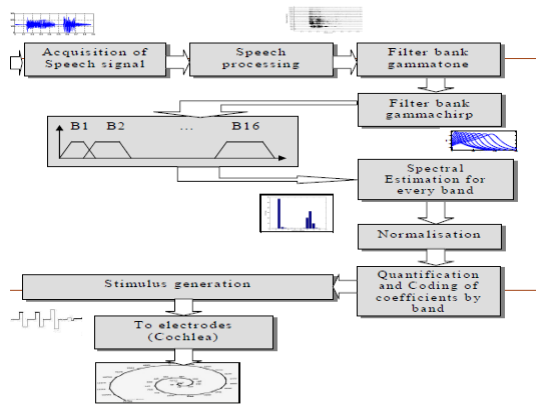 Acquisition of
Speech signal
Speech
processing
Filter bank
gammatone
Filter bank
gammachirp
B1 B2 ... B16
Spectral
Estimation for
every band
Normalisation
Quantification
and Coding of
coefficients by
band
Stimulus generation
To electrodes
(Cochlea)